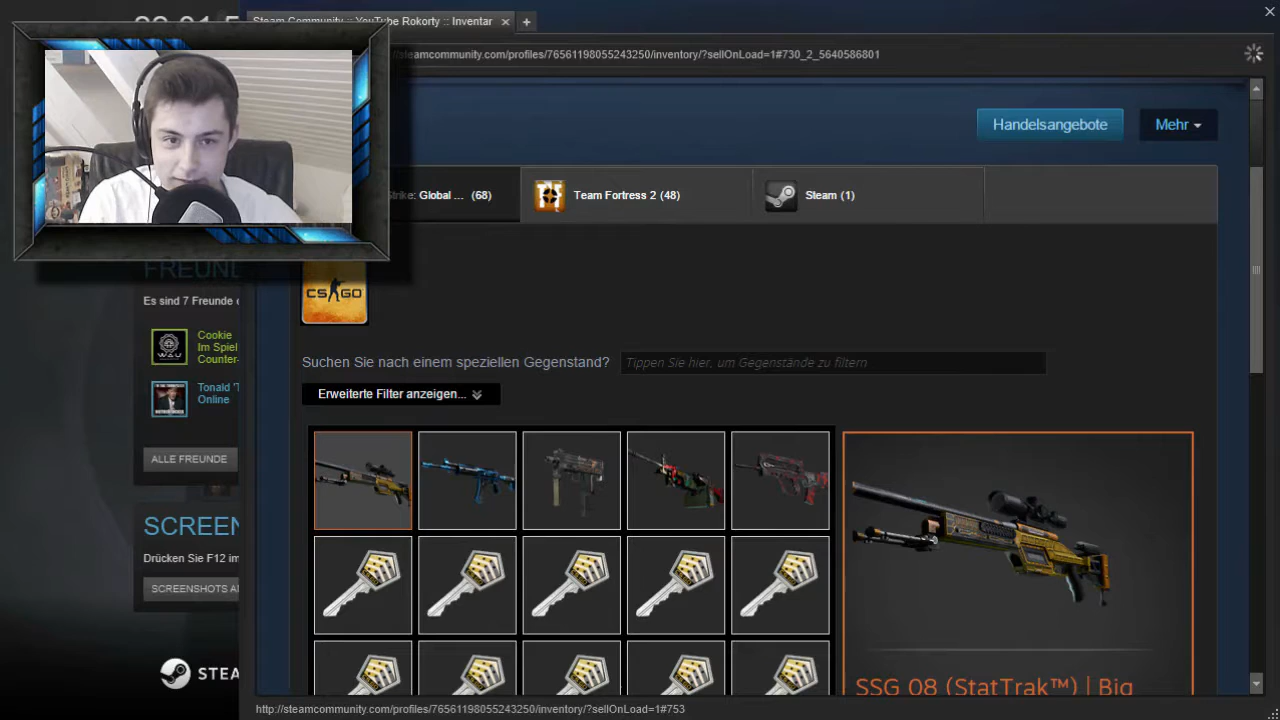 Steam Community :: YouTube Rokorty :: Inventar
//steamcommunity.com/profiles/76561198055243250/inventory/?sellOnLoad=1#730_2_5640586801
Handelsangebote
Mehr
Strike: Global ... (68)
Team Fortress 2 (48)
Steam (1)
FREUND
Es sind 7 Freunde
Cookie
Im Spiel
Counter-
Tonald 'T
Online
ALLE FREUNDE
SCREEN
Drücken Sie F12 im
SCREENSHOTS
STEA
CS GO
Suchen Sie nach einem speziellen Gegenstand?
Tippen Sie hier, um Gegenstände zu filtern
Erweiterte Filter anzeigen...
SSG 08 (StatTrak™) | Big
http://steamcommunity.com/profiles/76561198055243250/inventory/?sellOnLoad=1#753